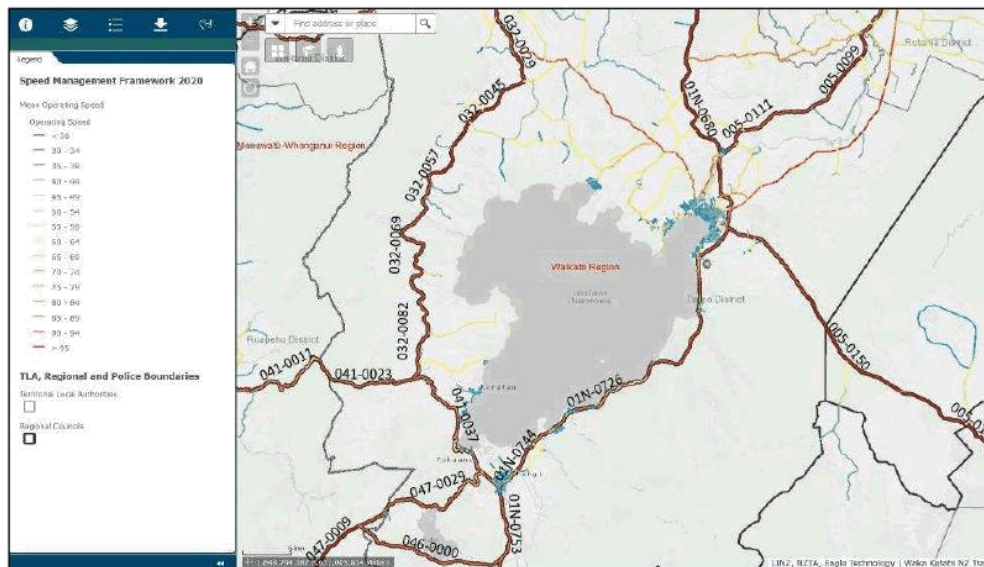 Legend
Speed Management Framework 2020
Mean Operating Speed
Operating Speed
< 30
30 - 34
35 - 39
40 - 44
45 - 49
50 - 54
55 - 59
60 - 64
65 - 69
70 - 74
75 - 79
80 - 84
85 - 89
90 - 94
> 95
TLA, Regional and Police Boundaries
Territorial Local Authorities
Regional Councils
Find address or place
District
Rotorua District
032-0029
01N-0680
005-0111
005-0099
032-0045
Manawatu-Whanganui Region
032-0057
032-0069
Waikato Region
Taupo District
032-0082
Ruapehu District
005-0150
041-0011
041-0023
01N-0726
041-0037
01N-0744
047-0029
01N-0753
047-0009
046-0000
LINZ, NZTA, Eagle Technology | Waka Kotahi NZ Tra